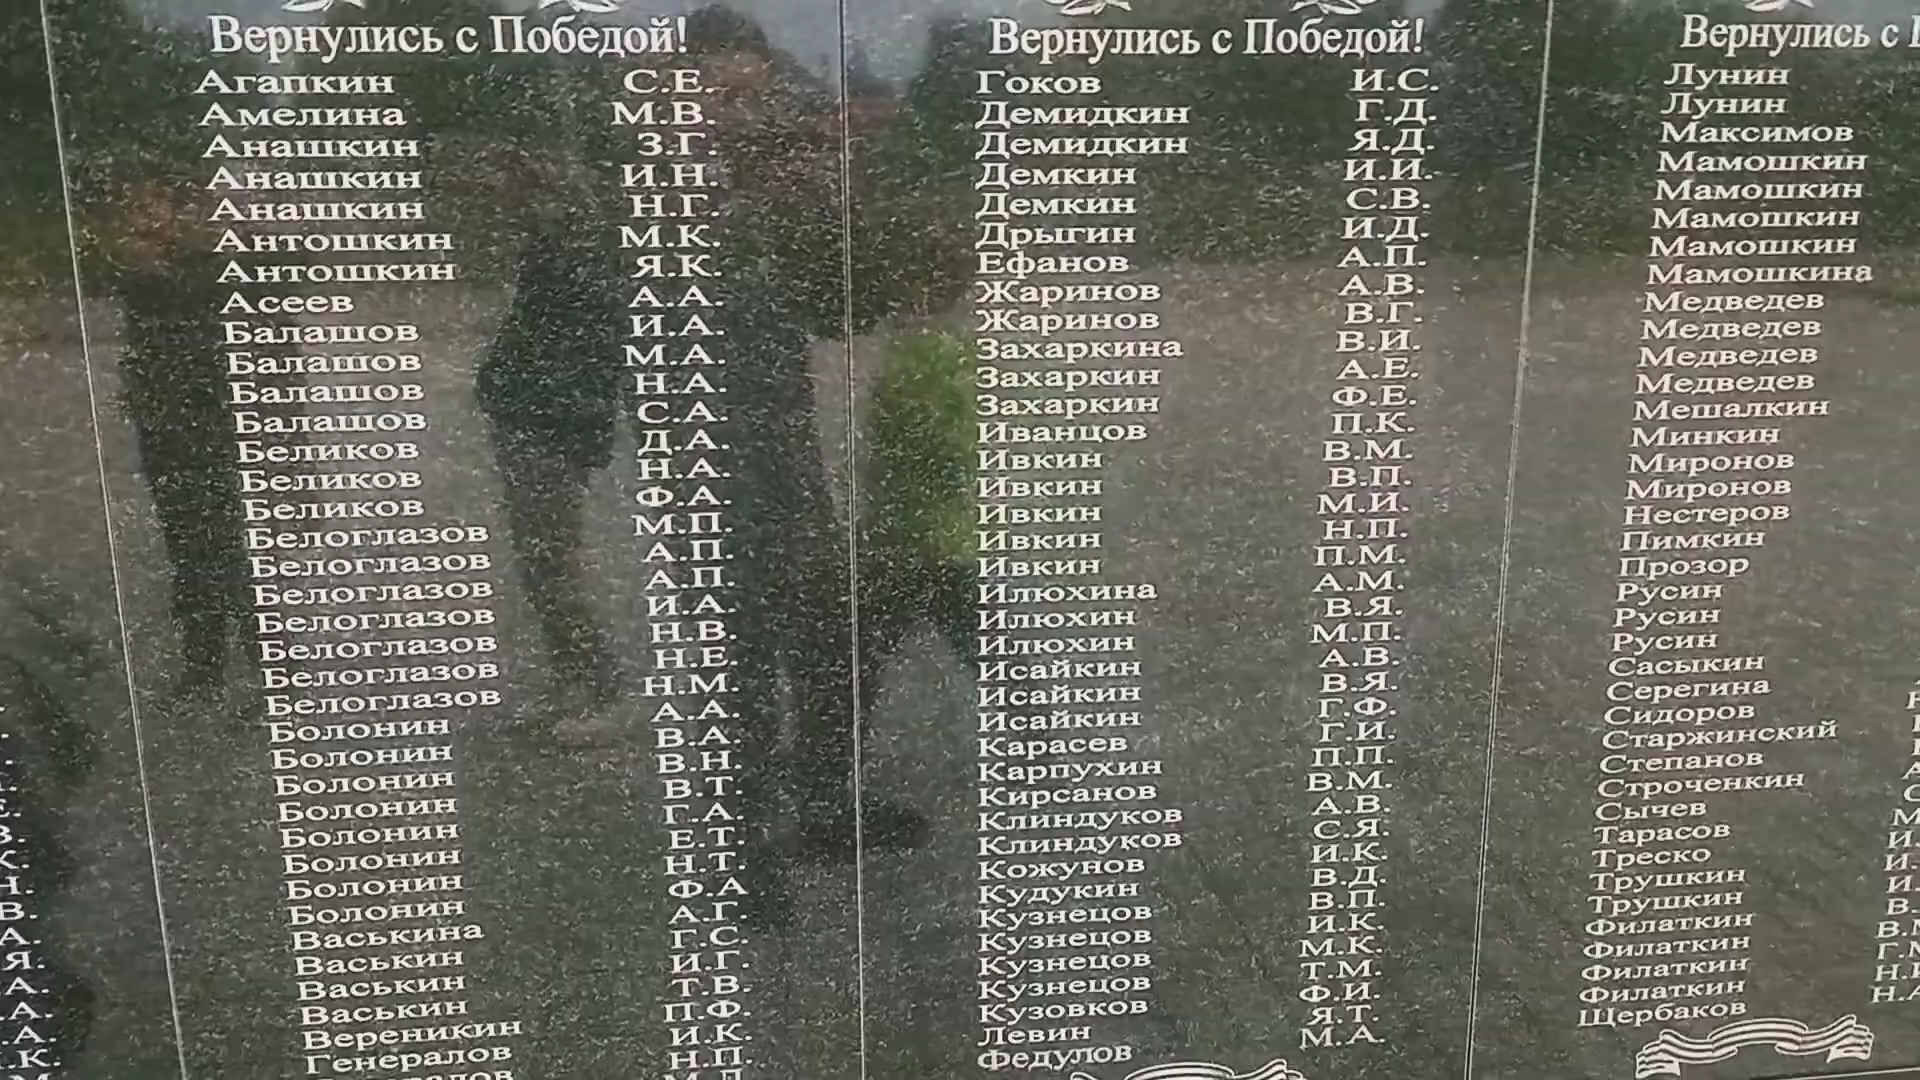 Вернулись с Победой!
Агапкин С.Е.
Амелина М.В.
Анашкин З.Г.
Анашкин И.Н.
Анашкин Н.Г.
Антошкин М.К.
Антошкин Я.К.
Асеев А.А.
Балашов И.А.
Балашов М.А.
Балашов Н.А.
Балашов С.А.
Беликов Д.А.
Беликов Н.А.
Беликов Ф.А.
Белоглазов М.П.
Белоглазов А.П.
Белоглазов А.П.
Белоглазов И.А.
Белоглазов Н.В.
Белоглазов Н.Е.
Белоглазов Н.М.
Болонин А.А.
Болонин В.А.
Болонин В.Н.
Болонин В.Т.
Болонин Г.А.
Болонин Е.Т.
Болонин Н.Т.
Болонин Ф.А
Васькина А.Г.
Васькин Г.С.
Васькин И.Г.
Васькин Т.В.
Вереникин П.Ф.
Генералов И.К.
Н.П.
Вернулись с Победой!
Гоков И.С.
Демидкин Г.Д.
Демидкин Я.Д.
Демкин И.И.
Демкин С.В.
Дрыгин И.Д.
Ефанов А.П.
Жаринов А.В.
Жаринов В.Г.
Захаркина В.И.
Захаркин А.Е.
Захаркин Ф.Е.
Иванцов П.К.
Ивкин В.М.
Ивкин В.П.
Ивкин М.И.
Ивкин Н.П.
Ивкин П.М.
Илюхина А.М.
Илюхин В.Я.
Илюхин М.П.
Исайкин А.В.
Исайкин В.Я.
Исайкин Г.Ф.
Карасев Г.И.
Карпухин П.П.
Кирсанов В.М.
Клиндуков А.В.
Клиндуков С.Я.
Кожунов И.К.
Кудукин В.Д.
Кузнецов В.П.
Кузнецов И.К.
Кузнецов М.К.
Кузнецов Т.М.
Кузовков Ф.И.
Левин Я.Т.
Федулов М.А.
Вернулись с
Лунин
Лунин
Максимов
Мамошкин
Мамошкин
Мамошкин
Мамошкин
Мамошкина
Медведев
Медведев
Медведев
Медведев
Мешалкин
Минкин
Миронов
Миронов
Нестеров
Пимкин
Прозор
Русин
Русин
Русин
Сасыкин
Серегина
Сидоров
Старжинский
Степанов
Строченкин
Сычев
Тарасов
Треско
Трушкин
Трушкин
Филаткин
Филаткин
Филаткин
Филаткин
Щербаков